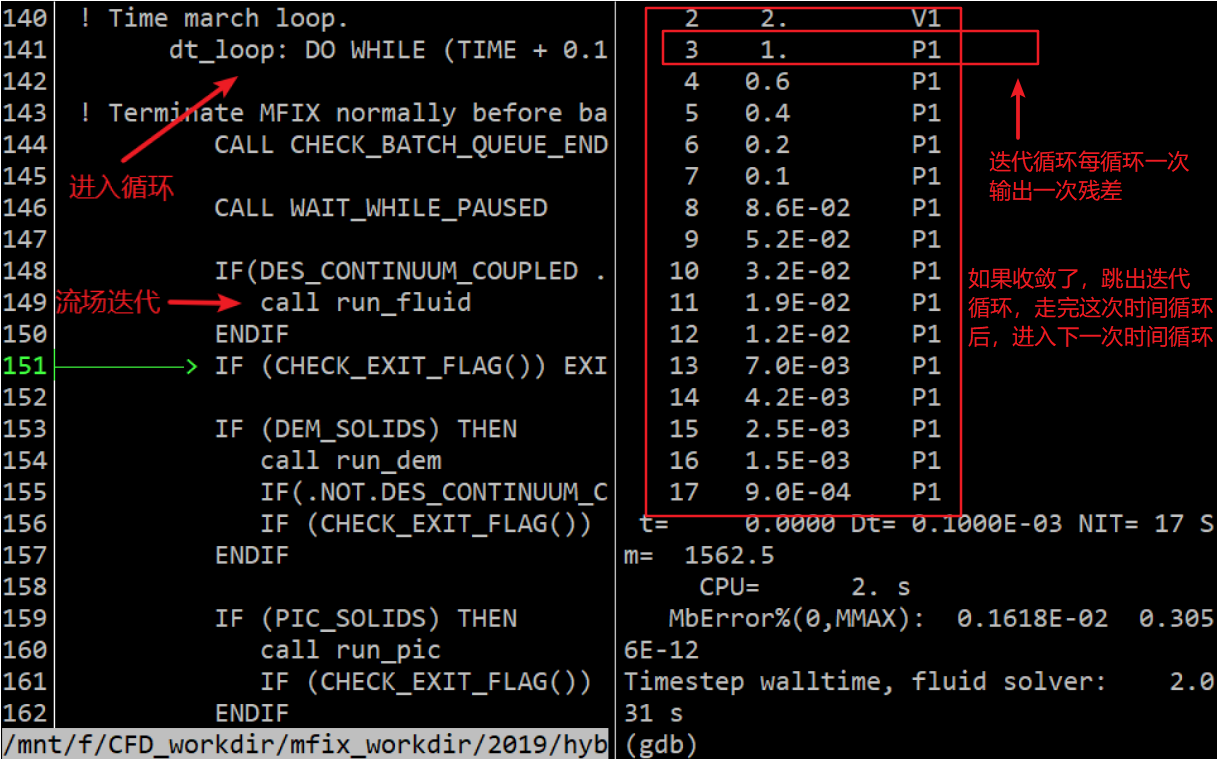 140 ! Time march loop.
141 dt_loop: DO WHILE (TIME + 0.1
142
143 ! Terminate MFIX normally before ba
144 CALL CHECK_BATCH_QUEUE_END
145
进入循环
146 CALL WAIT_WHILE_PAUSED
147
148 IF(DES_CONTINUUM_COUPLED .
149 call run_fluid
流场迭代
150 ENDIF
151 > IF (CHECK_EXIT_FLAG()) EXI
152
153 IF (DEM_SOLIDS) THEN
154 call run_dem
155 IF(.NOT.DES_CONTINUUM_C
156 IF (CHECK_EXIT_FLAG())
157 ENDIF
158
159 IF (PIC_SOLIDS) THEN
160 call run_pic
161 IF (CHECK_EXIT_FLAG())
162 ENDIF
/mnt/f/CFD_workdir/mfix_workdir/2019/hyb
2 2. V1
3 1. P1
4 0.6 P1
5 0.4 P1
6 0.2 P1
7 0.1 P1
8 8.6E-02 P1
9 5.2E-02 P1
10 3.2E-02 P1
11 1.9E-02 P1
12 1.2E-02 P1
13 7.0E-03 P1
14 4.2E-03 P1
15 2.5E-03 P1
16 1.5E-03 P1
17 9.0E-04 P1
迭代循环每循环一次
输出一次残差
如果收敛了，跳出迭代
循环，走完这次时间循环
后，进入下一次时间循环
t= 0.0000 Dt= 0.1000E-03 NIT= 17 S
m= 1562.5
CPU= 2. s
MbError%(0,MMAX): 0.1618E-02 0.305
6E-12
Timestep walltime, fluid solver: 2.0
31 s
(gdb)